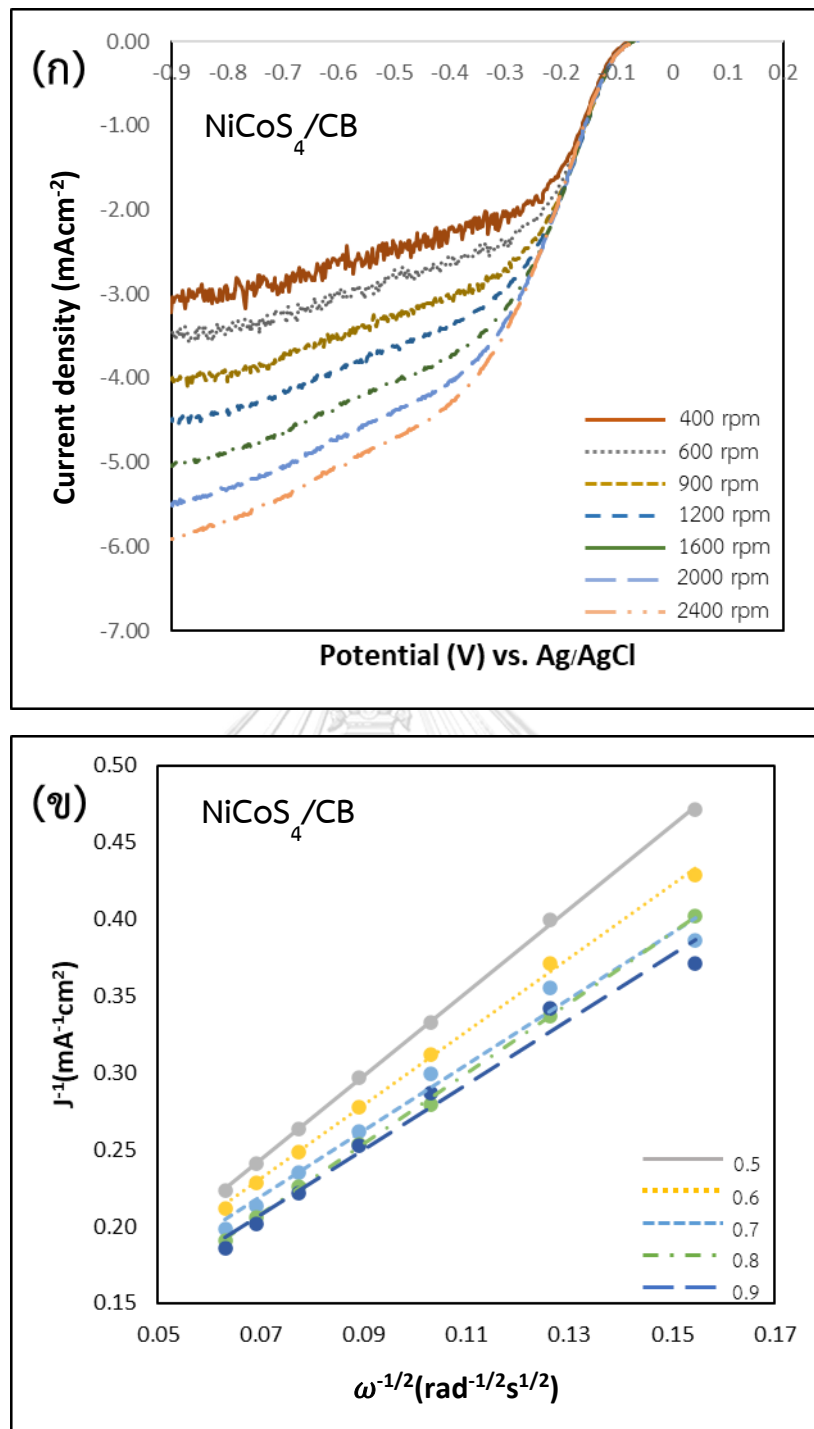 (ก)
NiCoS4/CB
0.00
-1.00
-2.00
-3.00
-4.00
-5.00
-6.00
-7.00
-0.9 -0.8 -0.7 -0.6 -0.5 -0.4 -0.3 -0.2 -0.1 0 0.1 0.2
Current density (mAcm-2)
400 rpm
600 rpm
900 rpm
1200 rpm
1600 rpm
2000 rpm
2400 rpm
Potential (V) vs. Ag/AgCl
(ข)
NiCoS4/CB
0.50
0.45
0.40
0.35
0.30
0.25
0.20
0.15
J-1(mA-1cm2)
0.5
0.6
0.7
0.8
0.9
0.05 0.07 0.09 0.11 0.13 0.15 0.17
ω-1/2(rad-1/2s1/2)